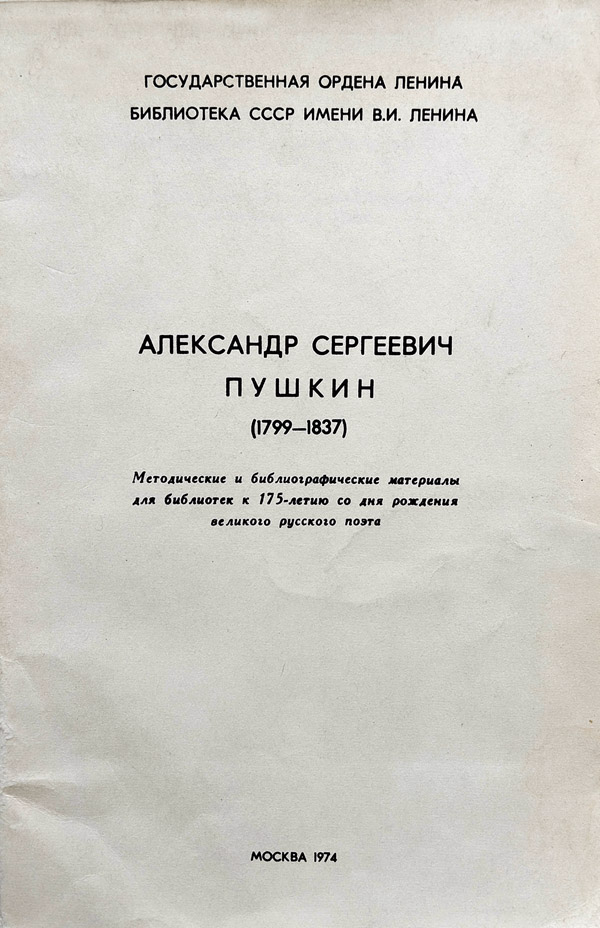 ГОСУДАРСТВЕННАЯ ОРДЕНА ЛЕНИНА
БИБЛИОТЕКА СССР ИМЕНИ В.И. ЛЕНИНА
АЛЕКСАНДР СЕРГЕЕВИЧ
ПУШКИН
(1799—1837)
Методические и библиографические материалы
для библиотек к 175-летию со дня рождения
великого русского поэта
МОСКВА 1974